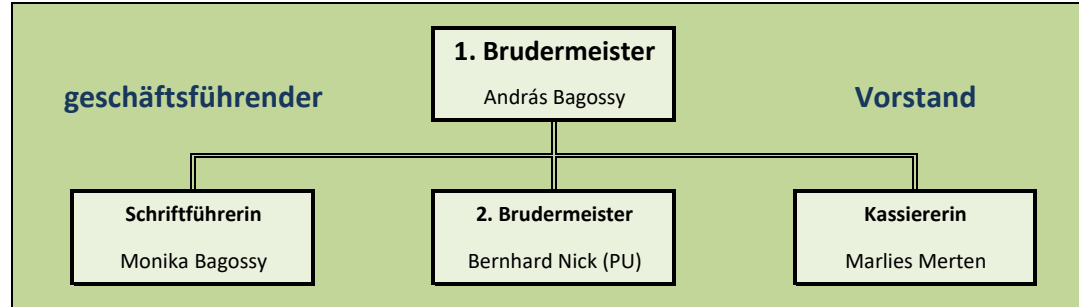 1. Brudermeister
András Bagossy
geschäftsführender
Vorstand
Schriftführerin
Monika Bagossy
2. Brudermeister
Bernhard Nick (PU)
Kassiererin
Marlies Merten